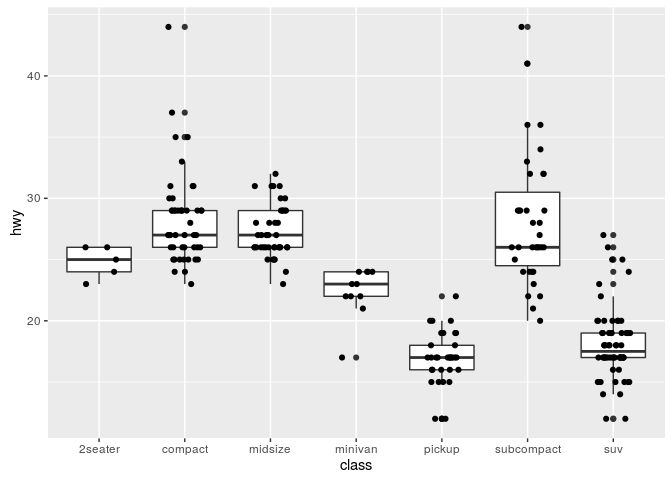 40
30
20
hwy
2seater compact midsize minivan pickup subcompact suv
class